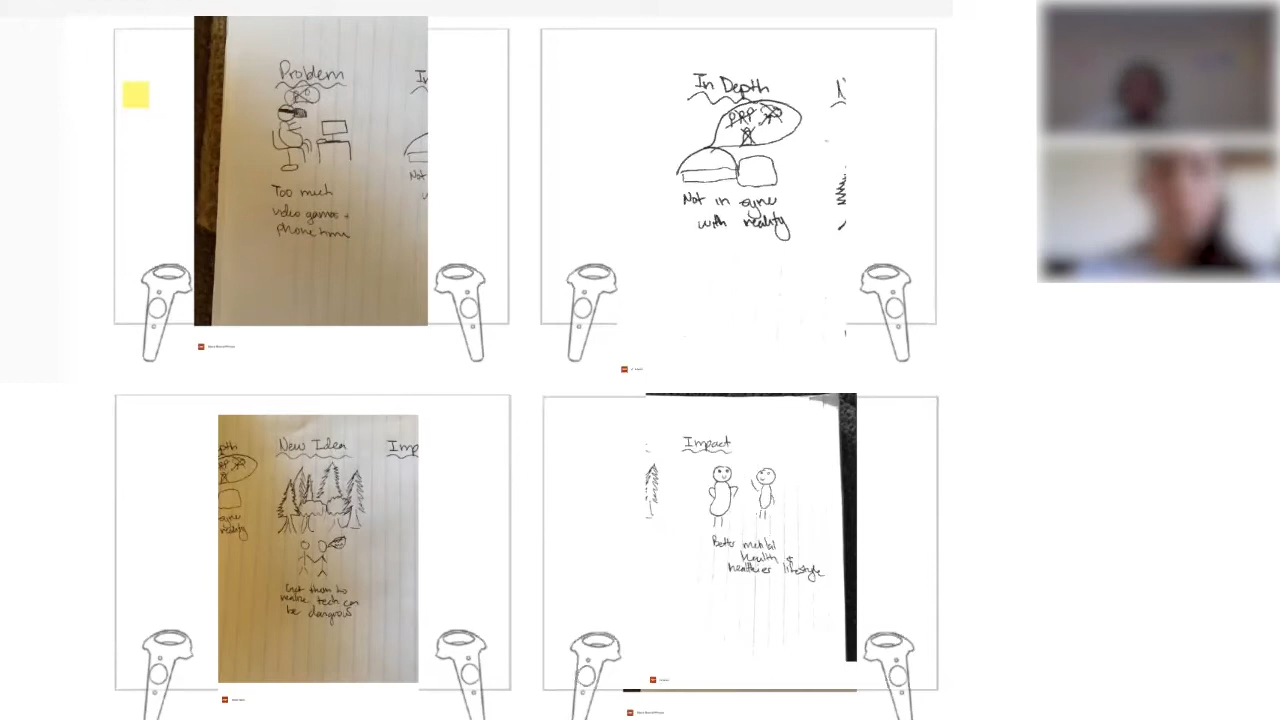 Problem
Too much
video games +
phone time
In Depth
Not in sync
with reality
New Idea
Get them to
realize tech can
be dangerous
Impact
Better mental
health &
healthier lifestyle